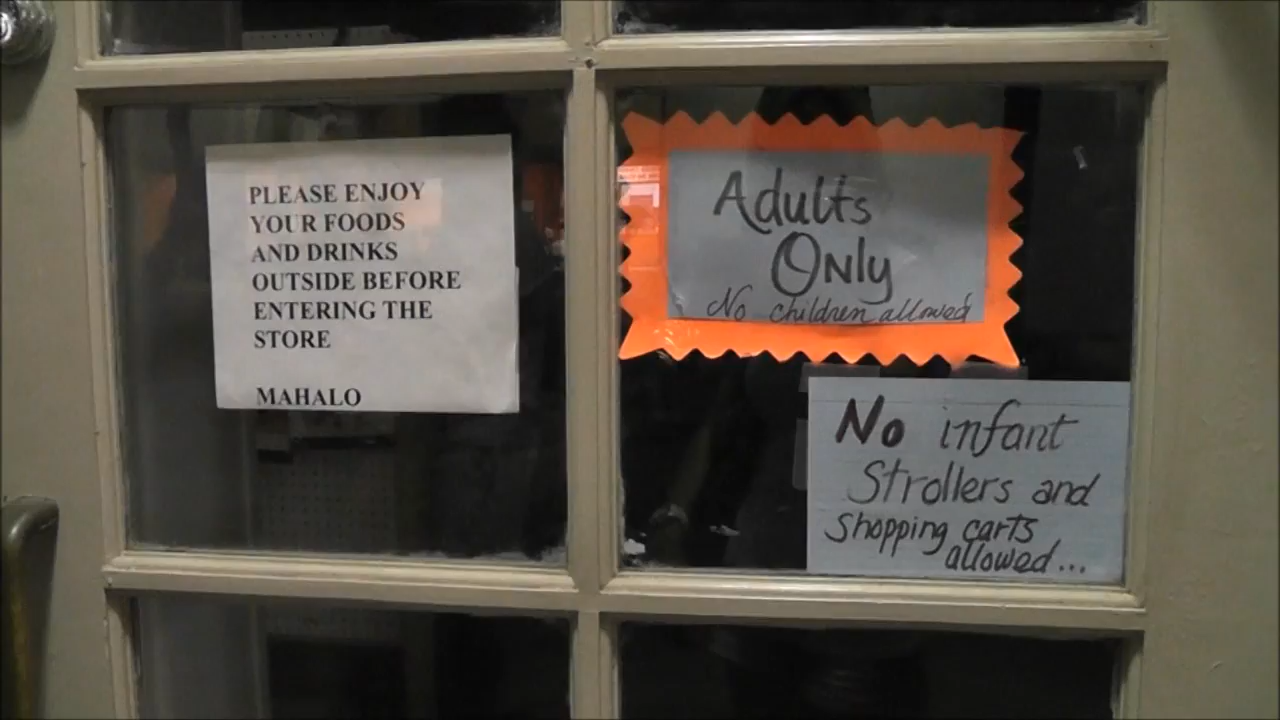 PLEASE ENJOY
YOUR FOODS
AND DRINKS
OUTSIDE BEFORE
ENTERING THE
STORE
MAHALO
Adults
Only
No children allowed
No infant
Strollers and
Shopping carts
allowed...